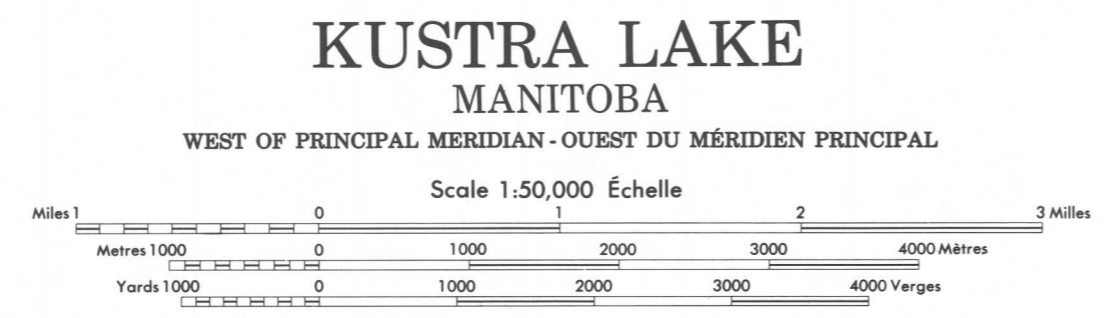 KUSTRA LAKE
MANITOBA
WEST OF PRINCIPAL MERIDIAN - OUEST DU MÉRIDIEN PRINCIPAL
Scale 1:50,000 Échelle
Miles 1 0 1 2 3 Milles
Metres 1000 0 1000 2000 3000 4000 Mètres
Yards 1000 0 1000 2000 3000 4000 Verges